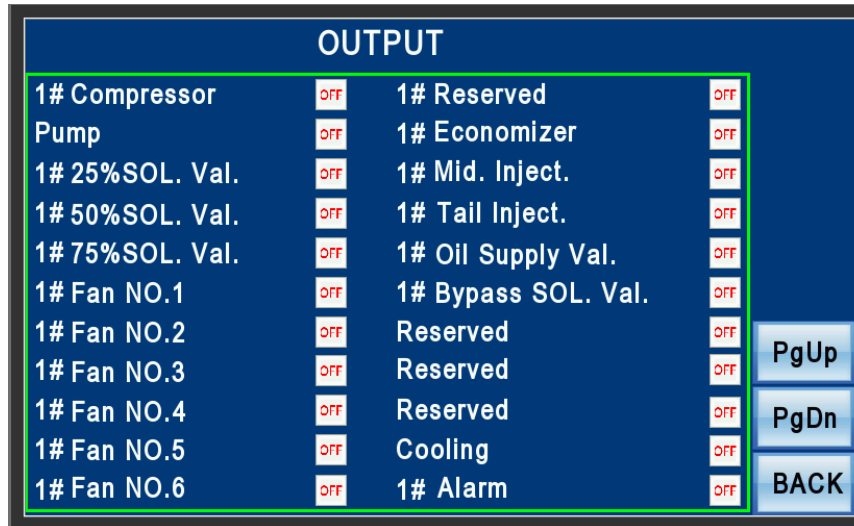 OUTPUT
1# Compressor OFF 1# Reserved OFF
Pump OFF 1# Economizer OFF
1# 25%SOL. Val. OFF 1# Mid. Inject. OFF
1# 50%SOL. Val. OFF 1# Tail Inject. OFF
1# 75%SOL. Val. OFF 1# Oil Supply Val. OFF
1# Fan NO.1 OFF 1# Bypass SOL. Val. OFF
1# Fan NO.2 OFF Reserved OFF
1# Fan NO.3 OFF Reserved OFF
1# Fan NO.4 OFF Reserved OFF
1# Fan NO.5 OFF Cooling OFF
1# Fan NO.6 OFF 1# Alarm OFF
PgUp
PgDn
BACK